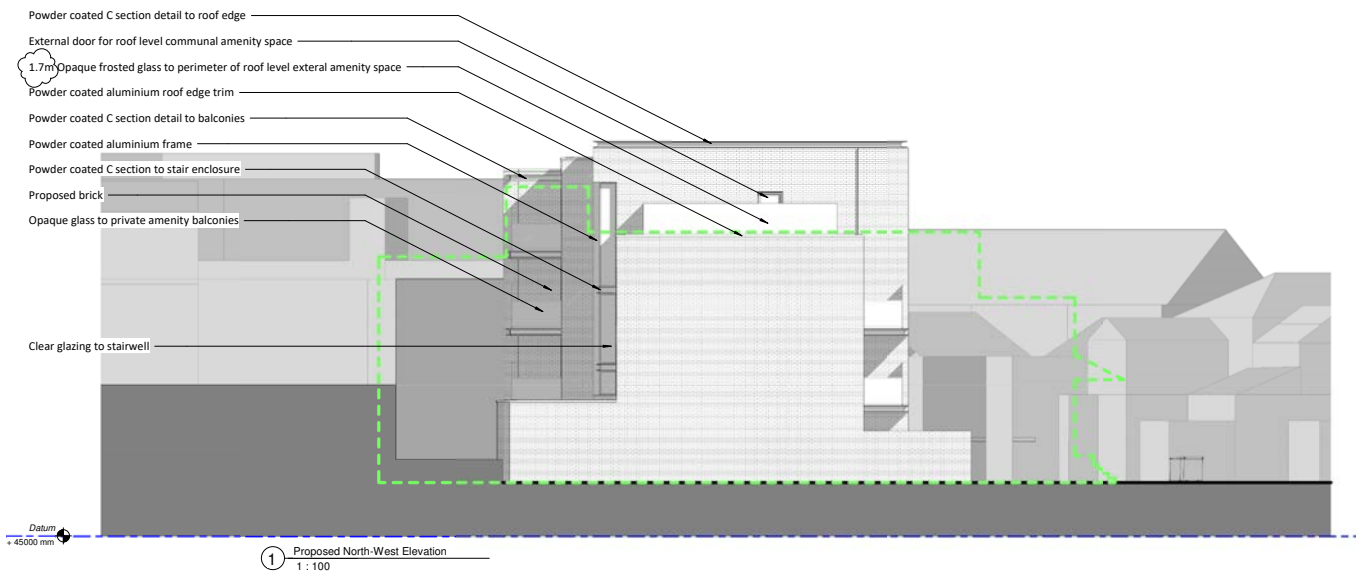 Powder coated C section detail to roof edge
External door for roof level communal amenity space
1.7m Opaque frosted glass to perimeter of roof level exteral amenity space
Powder coated aluminium roof edge trim
Powder coated C section detail to balconies
Powder coated aluminium frame
Powder coated C section to stair enclosure
Proposed brick
Opaque glass to private amenity balconies
Clear glazing to stairwell
Datum
+ 45000 mm
1 Proposed North-West Elevation
1 : 100